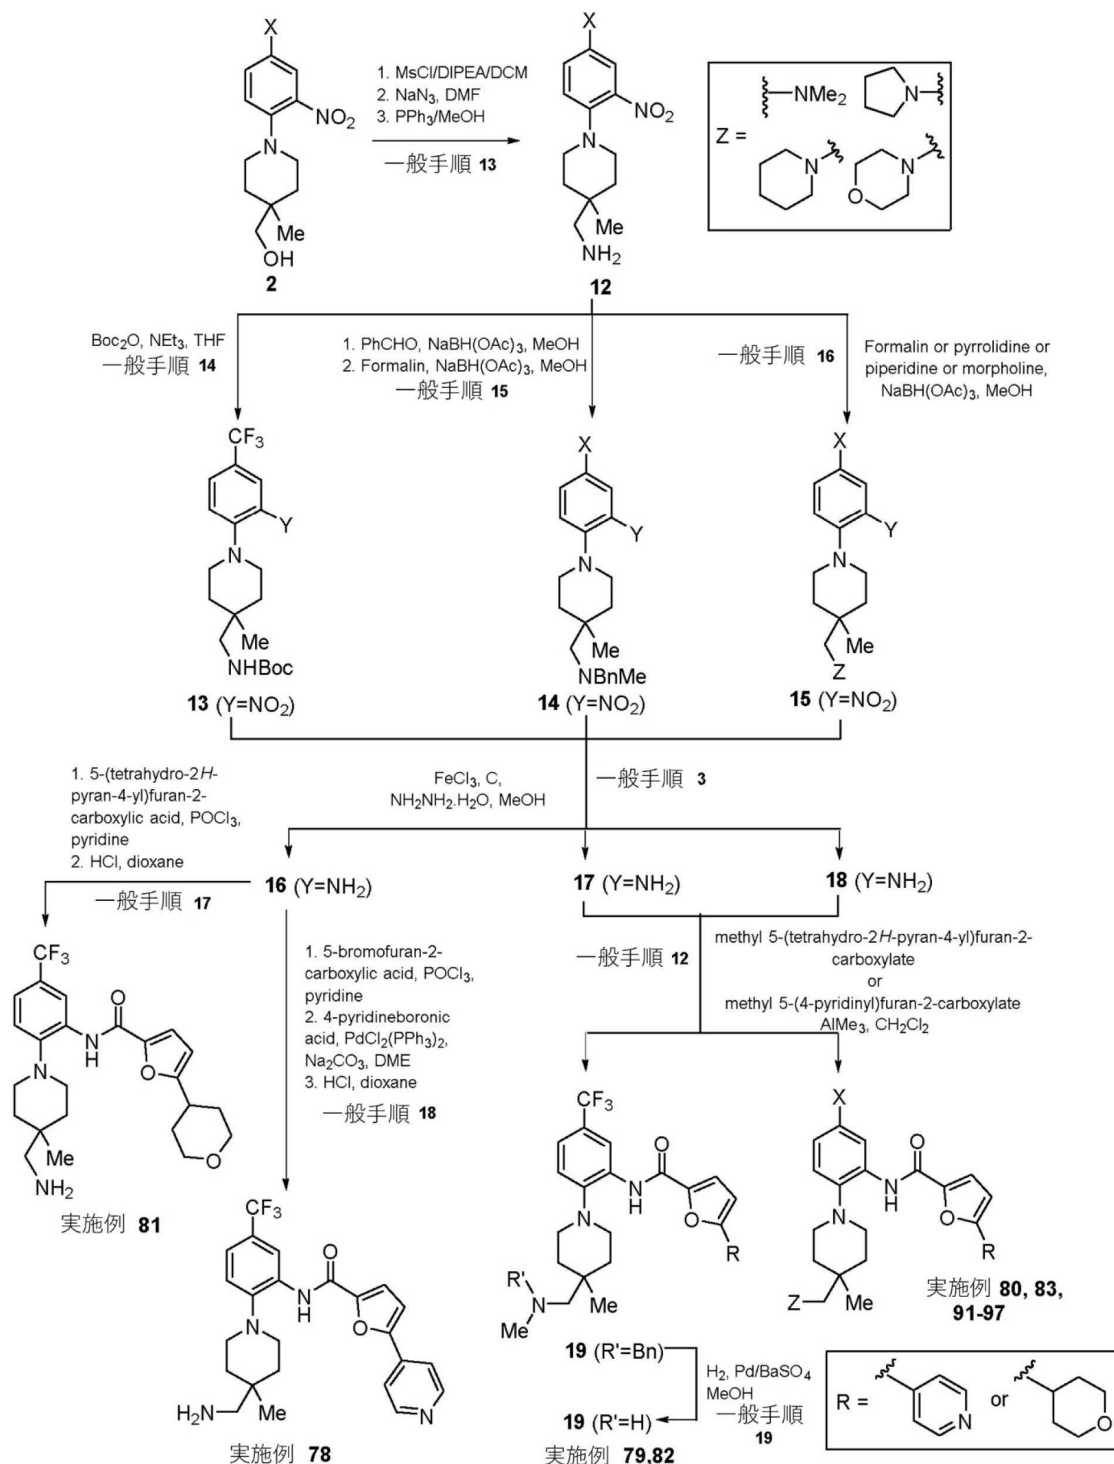 X
NO2
N
Me
OH
2
1. MsCl/DIPEA/DCM
2. NaN3, DMF
3. PPh3/MeOH
一般手順 13
X
NO2
N
Me
NH2
12
Z =
NMe2
N
N
N
O
Boc2O, NEt3, THF
一般手順 14
1. PhCHO, NaBH(OAc)3, MeOH
2. Formalin, NaBH(OAc)3, MeOH
一般手順 15
一般手順 16
Formalin or pyrrolidine or
piperidine or morpholine,
NaBH(OAc)3, MeOH
CF3
Y
N
Me
NHBoc
13 (Y=NO2)
X
Y
N
Me
NBnMe
14 (Y=NO2)
X
Y
N
Me
Z
15 (Y=NO2)
FeCl3, C,
NH2NH2.H2O, MeOH
一般手順 3
1. 5-(tetrahydro-2H-
pyran-4-yl)furan-2-
carboxylic acid, POCl3,
pyridine
2. HCl, dioxane
一般手順 17
16 (Y=NH2)
17 (Y=NH2)
18 (Y=NH2)
1. 5-bromofuran-2-
carboxylic acid, POCl3,
pyridine
2. 4-pyridineboronic
acid, PdCl2(PPh3)2,
Na2CO3, DME
3. HCl, dioxane
一般手順 18
一般手順 12
methyl 5-(tetrahydro-2H-pyran-4-yl)furan-2-
carboxylate
or
methyl 5-(4-pyridinyl)furan-2-carboxylate
AlMe3, CH2Cl2
CF3
O
N
H
O
N
Me
O
NH2
実施例 81
CF3
O
N
H
O
N
H2N
Me
N
実施例 78
CF3
O
N
H
O
N
R
R'
N
Me
Me
19 (R'=Bn)
H2, Pd/BaSO4
MeOH
一般手順
19
19 (R'=H)
実施例 79,82
X
O
N
H
O
N
R
Z
Me
実施例 80, 83,
91-97
R =
N
or
O